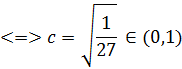 <=> c = √(1/27) ∈ (0,1)